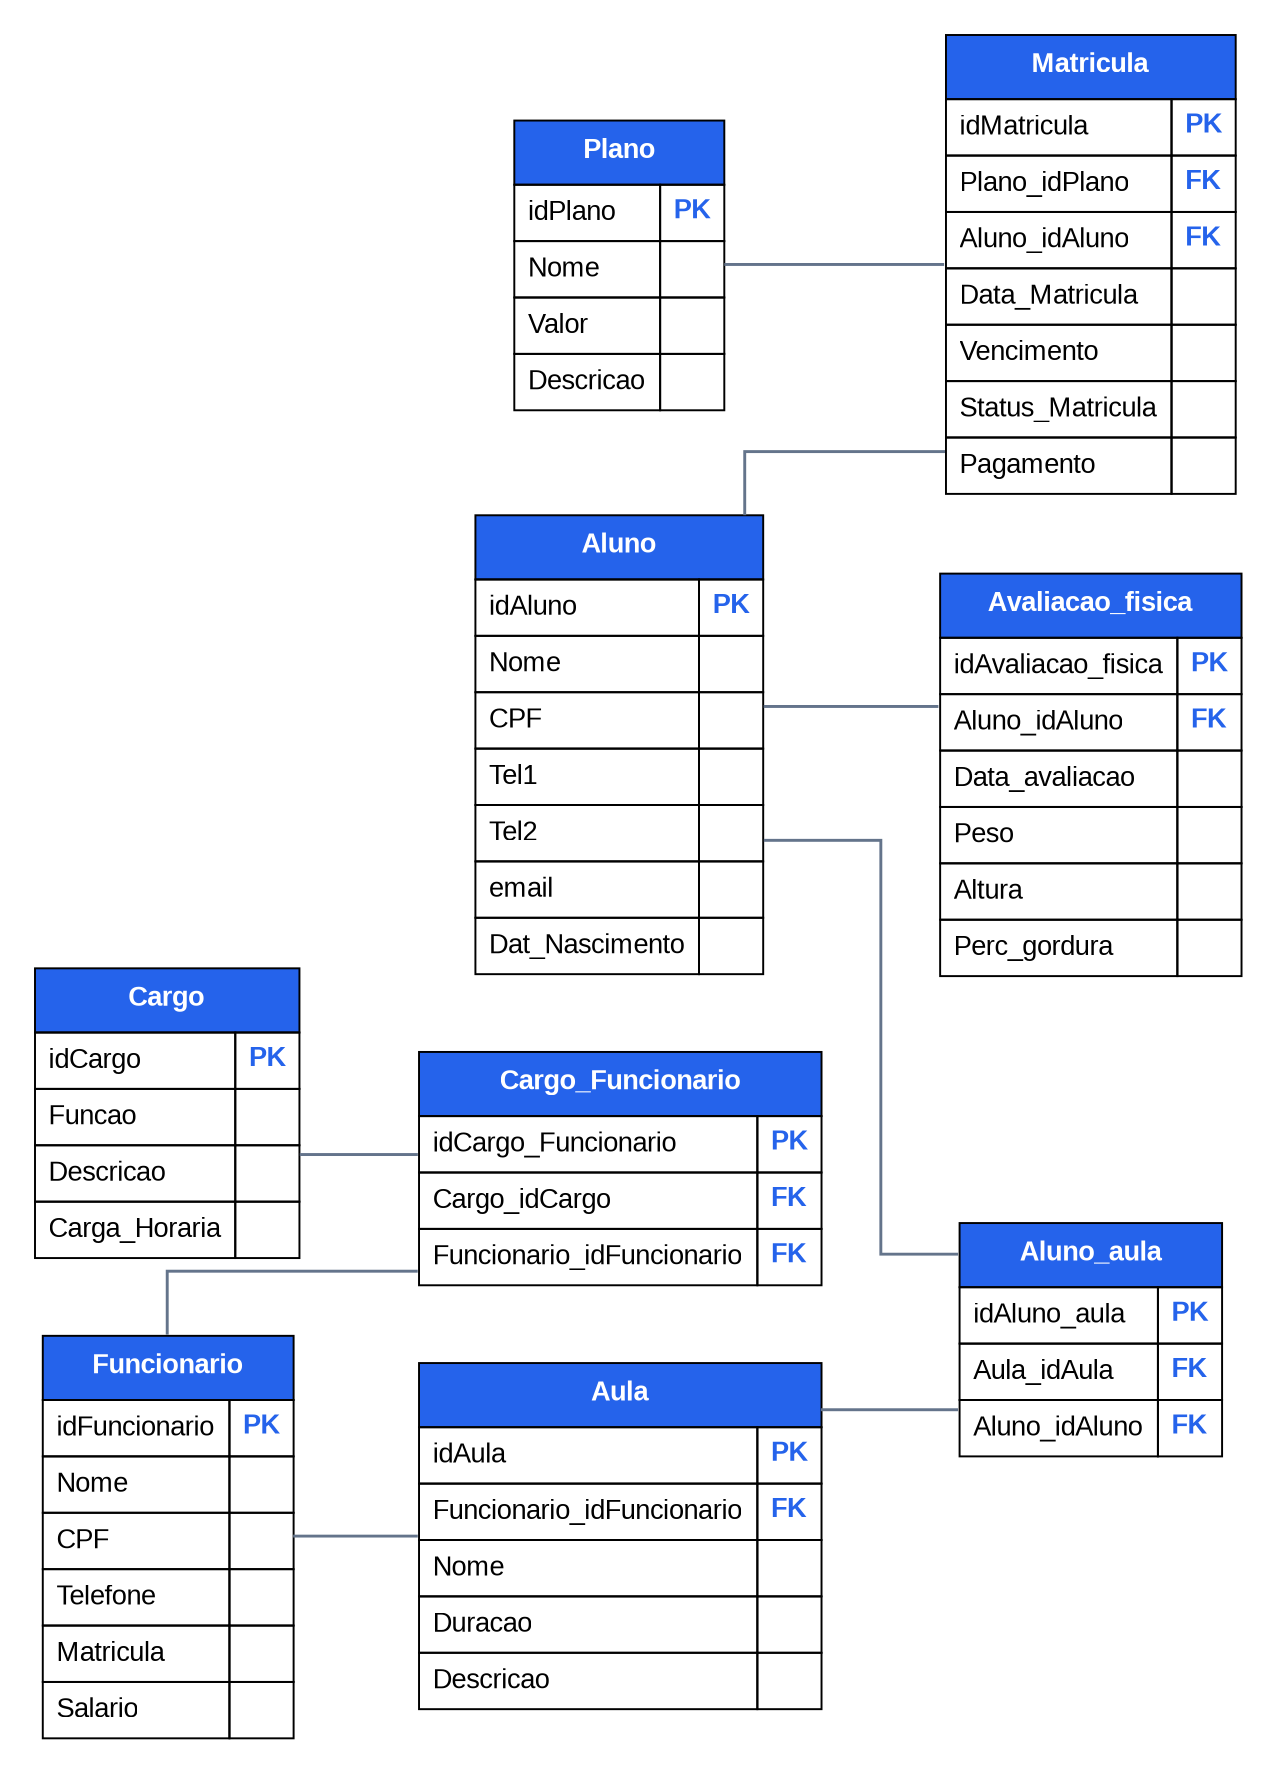 Matricula
idMatricula PK
Plano_idPlano FK
Aluno_idAluno FK
Data_Matricula
Vencimento
Status_Matricula
Pagamento
Plano
idPlano PK
Nome
Valor
Descricao
Aluno
idAluno PK
Nome
CPF
Tel1
Tel2
email
Dat_Nascimento
Avaliacao_fisica
idAvaliacao_fisica PK
Aluno_idAluno FK
Data_avaliacao
Peso
Altura
Perc_gordura
Cargo
idCargo PK
Funcao
Descricao
Carga_Horaria
Cargo_Funcionario
idCargo_Funcionario PK
Cargo_idCargo FK
Funcionario_idFuncionario FK
Aluno_aula
idAluno_aula PK
Aula_idAula FK
Aluno_idAluno FK
Funcionario
idFuncionario PK
Nome
CPF
Telefone
Matricula
Salario
Aula
idAula PK
Funcionario_idFuncionario FK
Nome
Duracao
Descricao